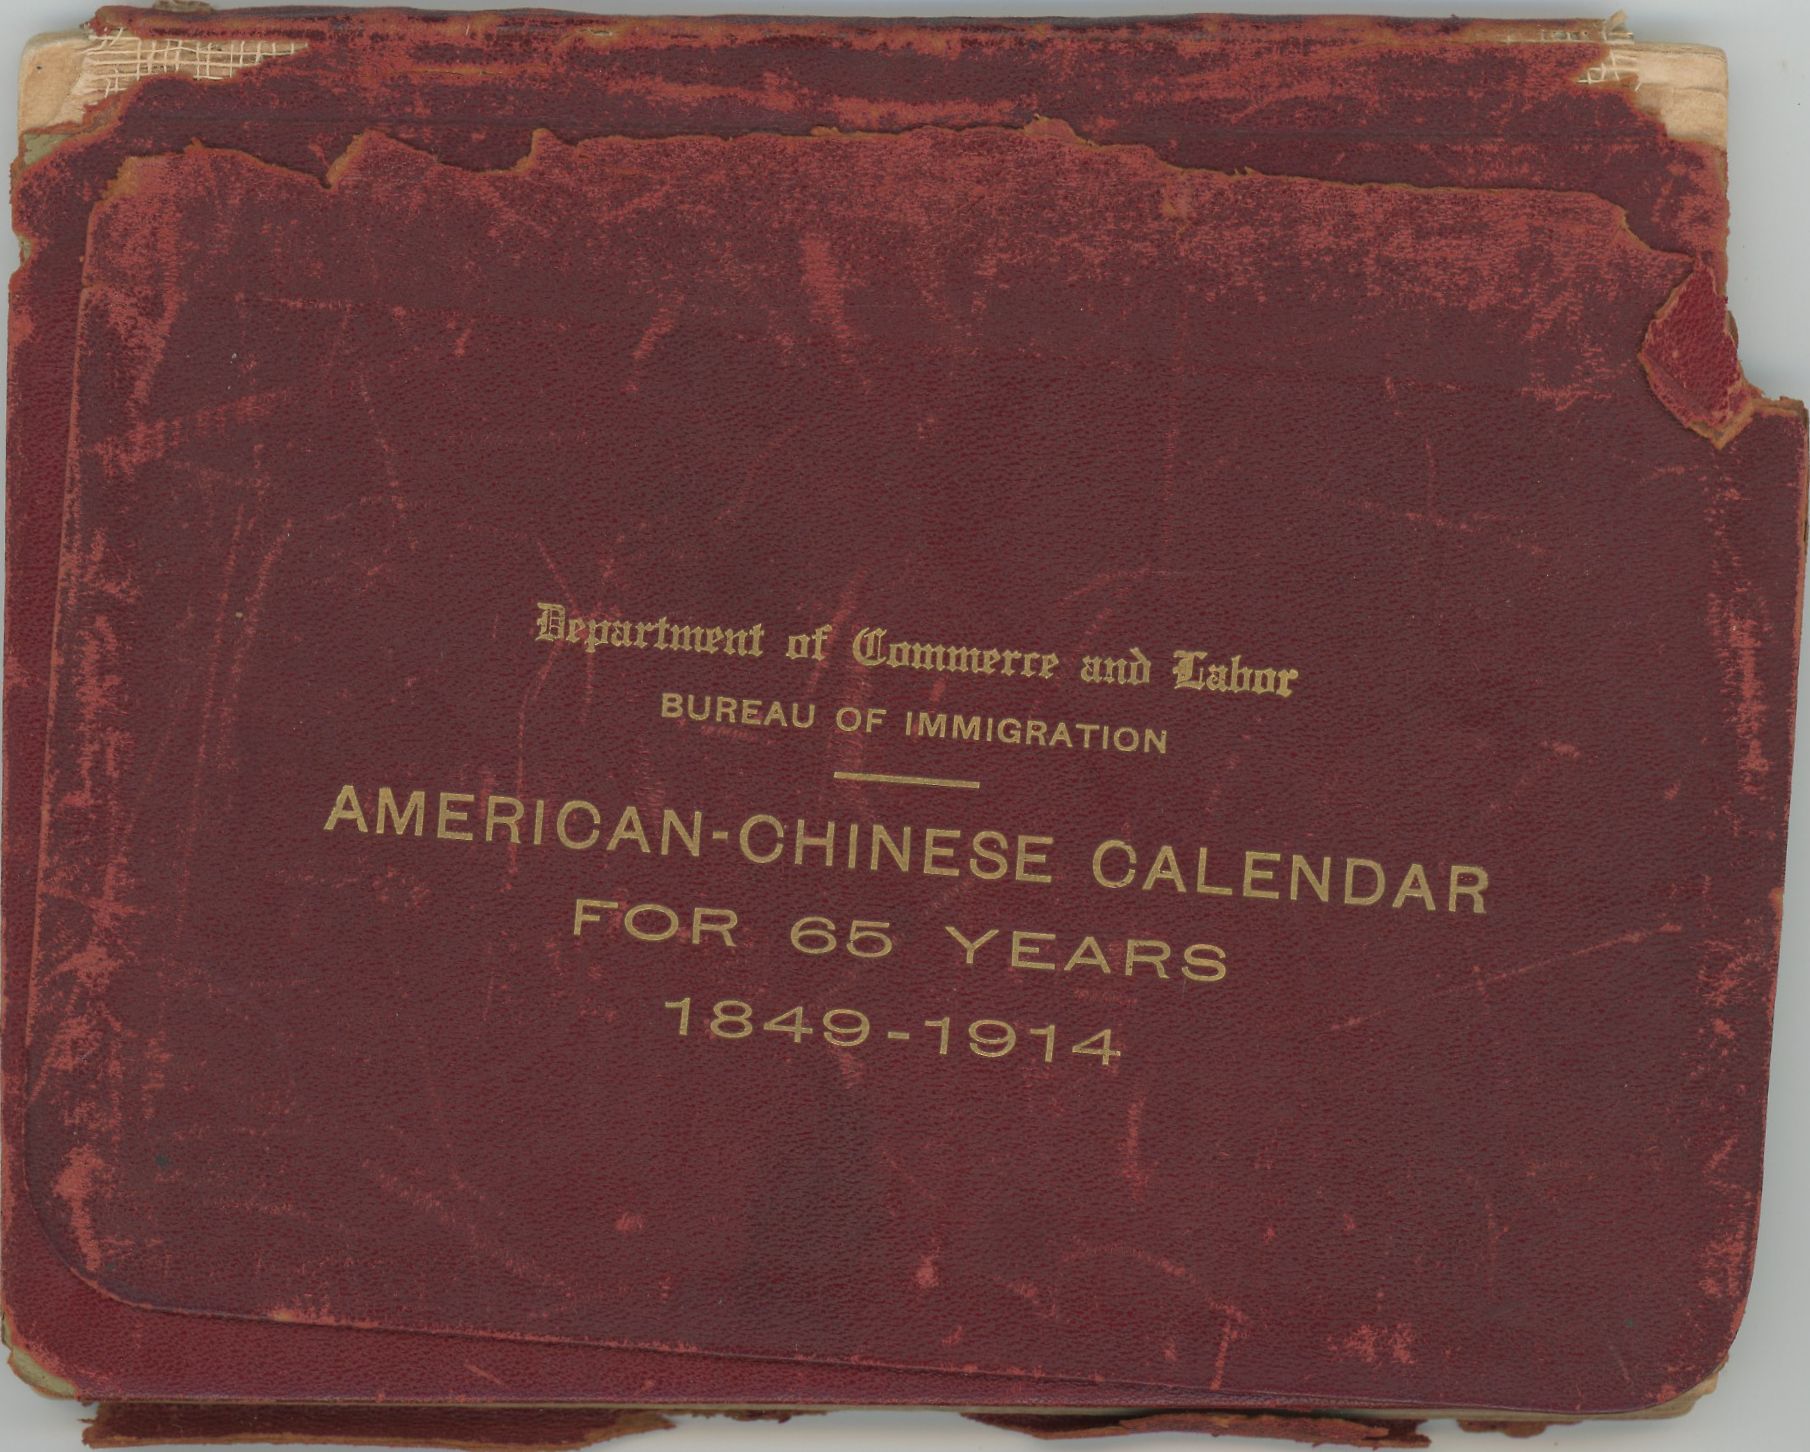 Department of Commerce and Labor
BUREAU OF IMMIGRATION
AMERICAN-CHINESE CALENDAR
FOR 65 YEARS
1849-1914